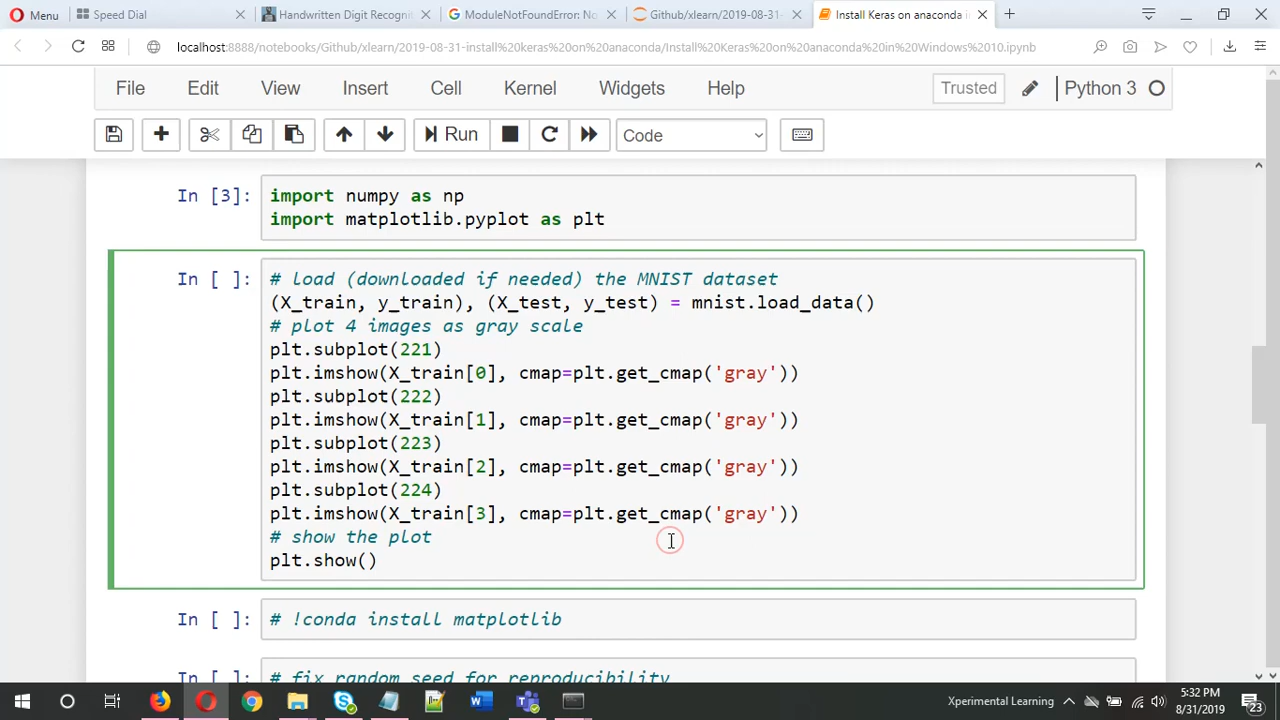 Menu
Speed Dial
Handwritten Digit Recogni
ModuleNotFoundError: No
Github/xlearn/2019-08-31-
Install Keras on anaconda i
localhost:8888/notebooks/Github/xlearn/2019-08-31-install%20keras%20on%20anaconda/Install%20Keras%20on%20anaconda%20in%20Windows%2010.ipynb
File Edit View Insert Cell Kernel Widgets Help Trusted Python 3
Run Code
In [3]: import numpy as np
import matplotlib.pyplot as plt
In [ ]: # load (downloaded if needed) the MNIST dataset
(X_train, y_train), (X_test, y_test) = mnist.load_data()
# plot 4 images as gray scale
plt.subplot(221)
plt.imshow(X_train[0], cmap=plt.get_cmap('gray'))
plt.subplot(222)
plt.imshow(X_train[1], cmap=plt.get_cmap('gray'))
plt.subplot(223)
plt.imshow(X_train[2], cmap=plt.get_cmap('gray'))
plt.subplot(224)
plt.imshow(X_train[3], cmap=plt.get_cmap('gray'))
# show the plot
plt.show()
In [ ]: # !conda install matplotlib
In [ ]: # fix random seed for reproducibility
Xperimental Learning
5:32 PM
8/31/2019
23